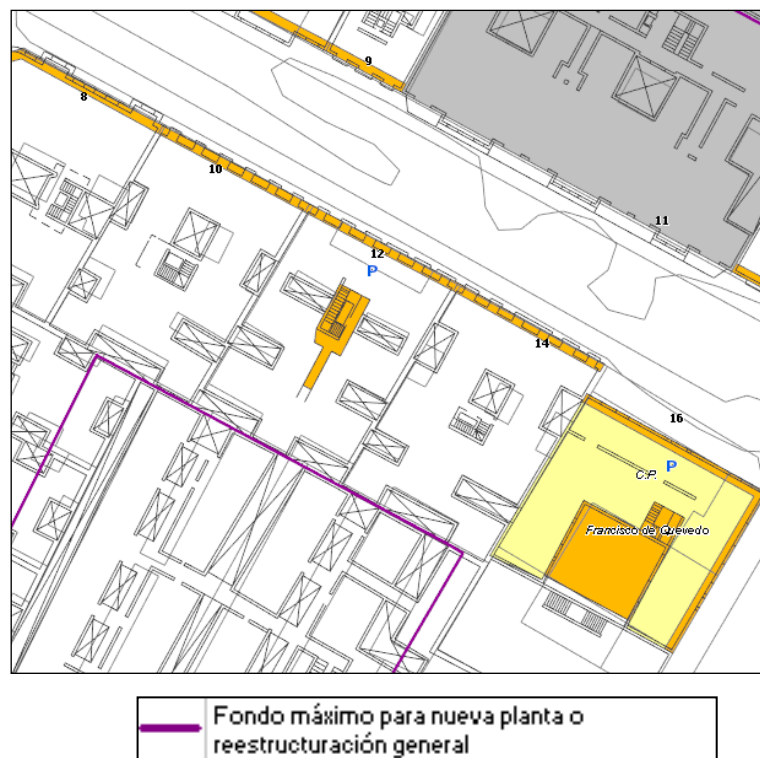 9
8
10
11
12
P
14
16
P
C.P.
Francisco de Quevedo
Fondo máximo para nueva planta o
reestructuración general